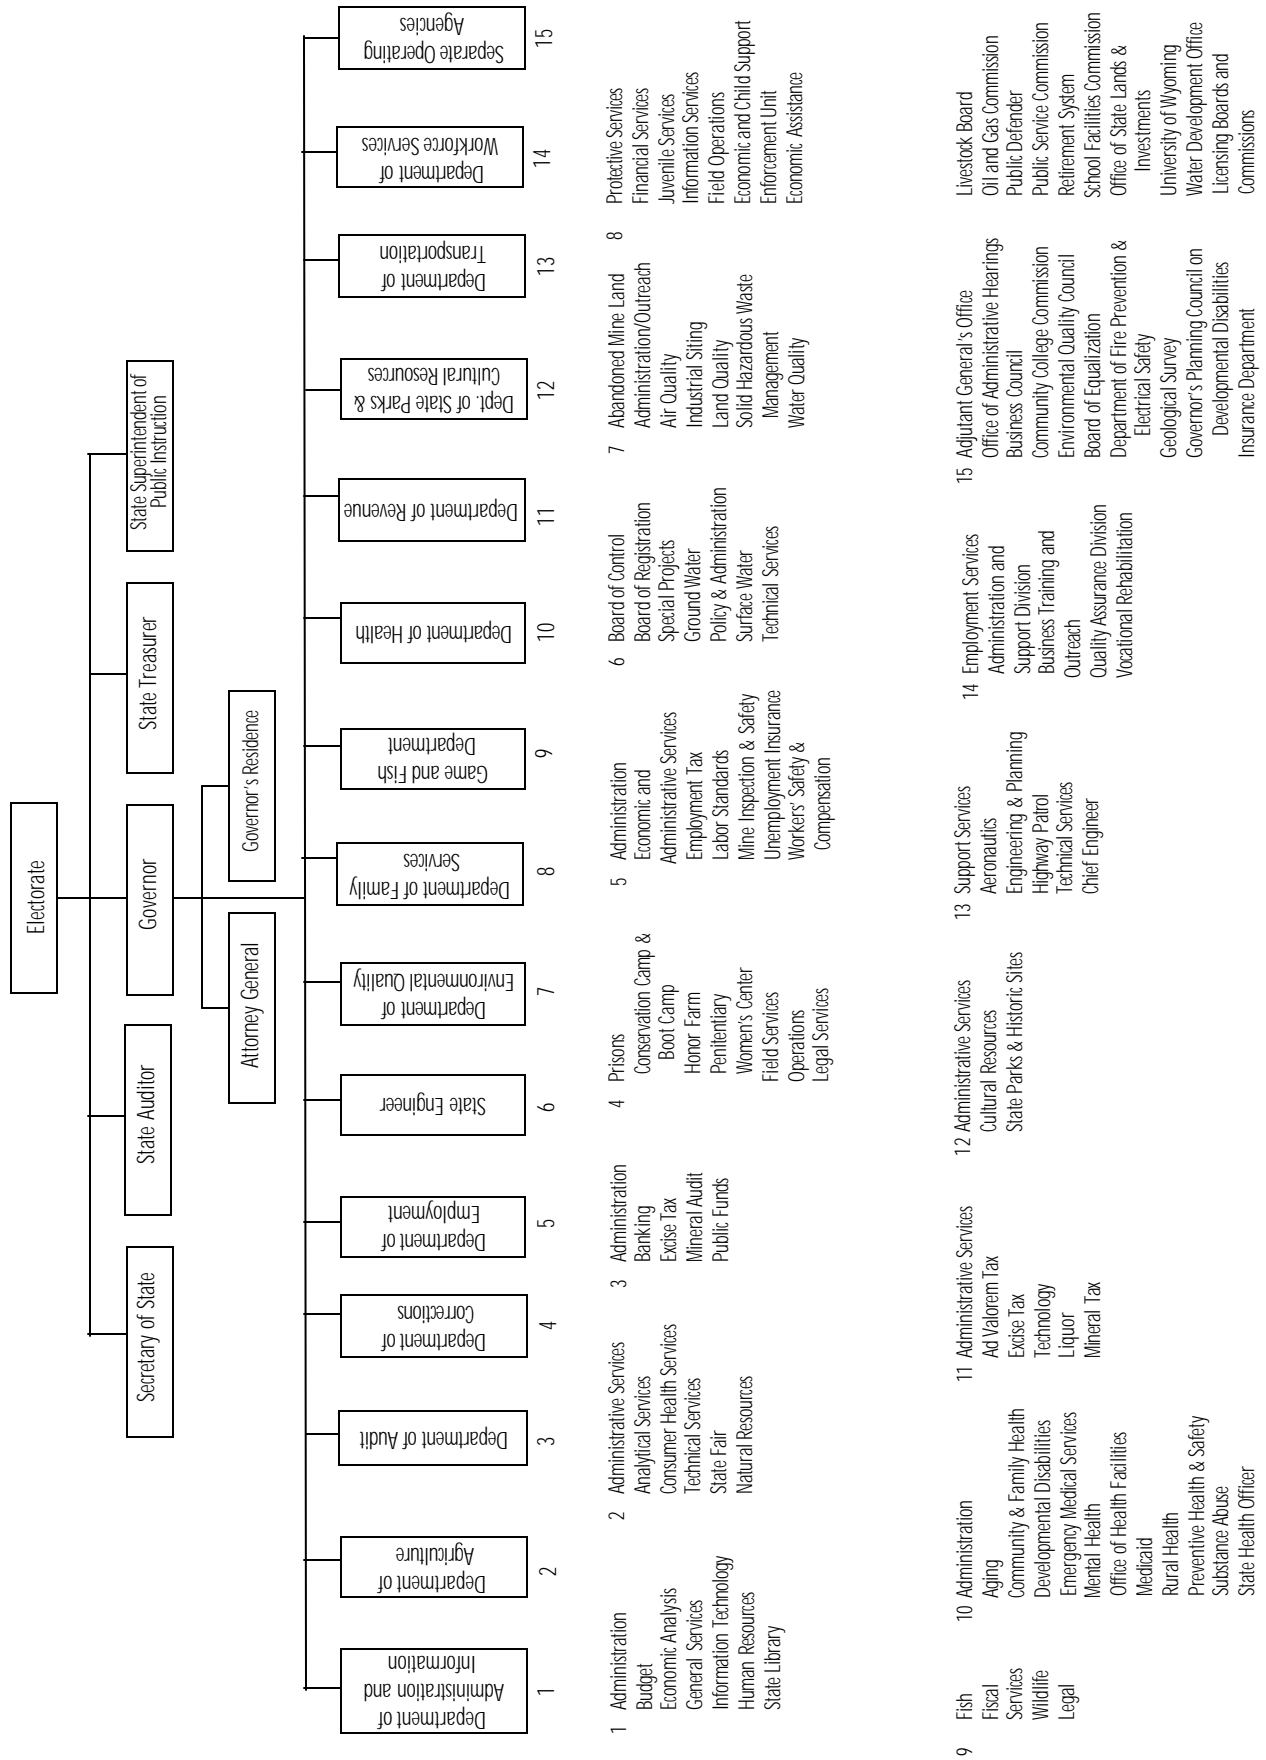 Electorate
Secretary of State
State Auditor
Governor
State Treasurer
State Superintendent of
Public Instruction
Attorney General
Governor's Residence
Department of
Administration and
Information
1
Department of
Agriculture
2
Department of Audit
3
Department of
Corrections
4
Department of
Employment
5
State Engineer
6
Department of
Environmental Quality
7
Department of Family
Services
8
Game and Fish
Department
9
Department of Health
10
Department of Revenue
11
Dept. of State Parks &
Cultural Resources
12
Department of
Transportation
13
Department of
Workforce Services
14
Separate Operating
Agencies
15
1 Administration
Budget
Economic Analysis
General Services
Information Technology
Human Resources
State Library
2 Administrative Services
Analytical Services
Consumer Health Services
Technical Services
State Fair
Natural Resources
3 Administration
Banking
Excise Tax
Mineral Audit
Public Funds
4 Prisons
Conservation Camp &
Boot Camp
Honor Farm
Penitentiary
Women's Center
Field Services
Operations
Legal Services
5 Administration
Economic and
Administrative Services
Employment Tax
Labor Standards
Mine Inspection & Safety
Unemployment Insurance
Workers' Safety &
Compensation
6 Board of Control
Board of Registration
Special Projects
Ground Water
Policy & Administration
Surface Water
Technical Services
7 Abandoned Mine Land
Administration/Outreach
Air Quality
Industrial Siting
Land Quality
Solid Hazardous Waste
Management
Water Quality
8 Protective Services
Financial Services
Juvenile Services
Information Services
Field Operations
Economic and Child Support
Enforcement Unit
Economic Assistance
9 Fish
Fiscal
Services
Wildlife
Legal
10 Administration
Aging
Community & Family Health
Developmental Disabilities
Emergency Medical Services
Mental Health
Office of Health Facilities
Medicaid
Rural Health
Preventive Health & Safety
Substance Abuse
State Health Officer
11 Administrative Services
Ad Valorem Tax
Excise Tax
Technology
Liquor
Mineral Tax
12 Administrative Services
Cultural Resources
State Parks & Historic Sites
13 Support Services
Aeronautics
Engineering & Planning
Highway Patrol
Technical Services
Chief Engineer
14 Employment Services
Administration and
Support Division
Business Training and
Outreach
Quality Assurance Division
Vocational Rehabilitation
15 Adjutant General's Office
Office of Administrative Hearings
Business Council
Community College Commission
Environmental Quality Council
Board of Equalization
Department of Fire Prevention &
Electrical Safety
Geological Survey
Governor's Planning Council on
Developmental Disabilities
Insurance Department
Livestock Board
Oil and Gas Commission
Public Defender
Public Service Commission
Retirement System
School Facilities Commission
Office of State Lands &
Investments
University of Wyoming
Water Development Office
Licensing Boards and
Commissions